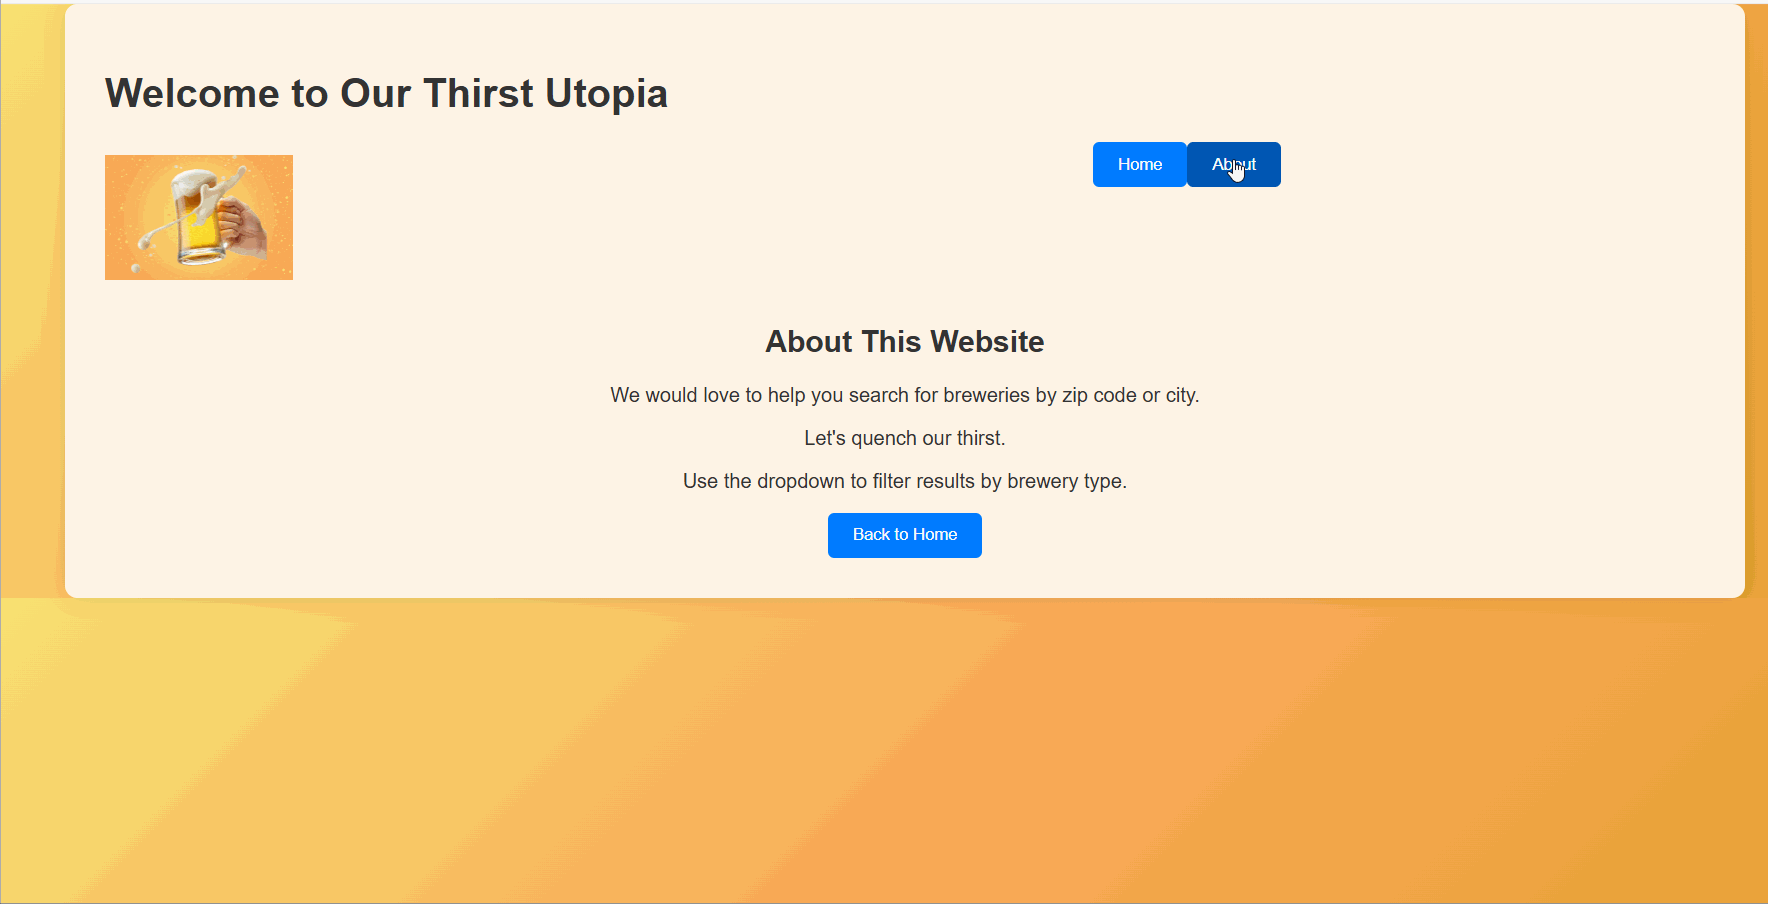 Welcome to Our Thirst Utopia
Home
About
About This Website
We would love to help you search for breweries by zip code or city.
Let's quench our thirst.
Use the dropdown to filter results by brewery type.
Back to Home